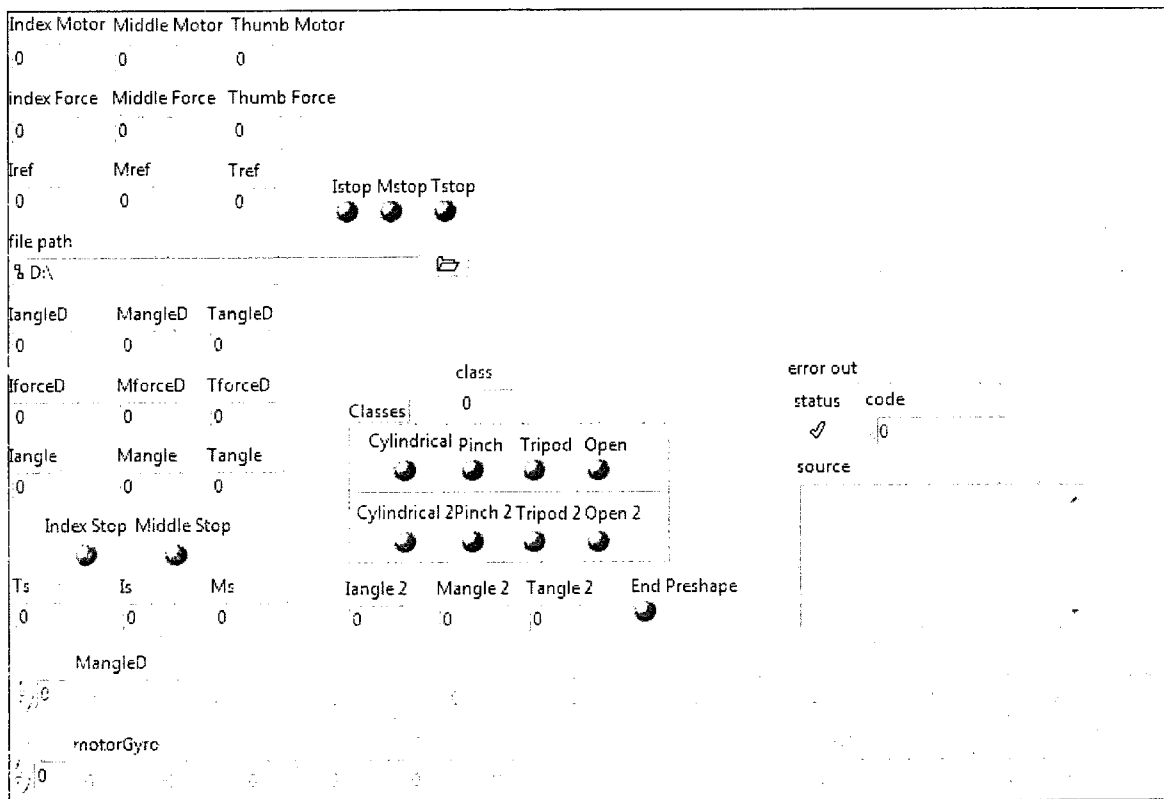 Index Motor Middle Motor Thumb Motor
0 0 0
index Force Middle Force Thumb Force
0 0 0
Iref Mref Tref
0 0 0
Istop Mstop Tstop
file path
D:\
IangleD MangleD TangleD
0 0 0
IforceD MforceD TforceD
0 0 0
Iangle Mangle Tangle
0 0 0
Index Stop Middle Stop
Ts Is Ms
0 0 0
class
0
Classes
Cylindrical Pinch Tripod Open
Cylindrical 2 Pinch 2 Tripod 2 Open 2
Iangle 2 Mangle 2 Tangle 2 End Preshape
0 0 0
error out
status code
0
source
MangleD
0
motorGyro
0